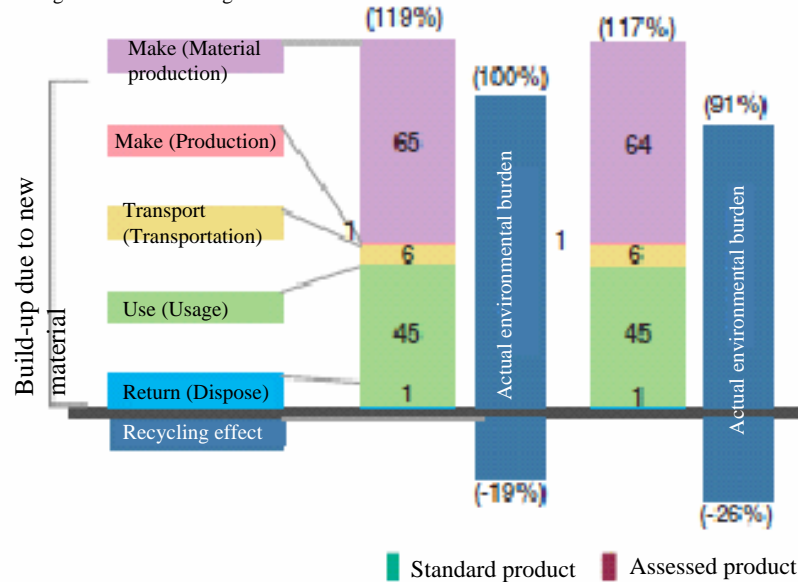 (119%)
(117%)
Make (Material
production)
(100%)
(91%)
Make (Production)
65
64
Transport
(Transportation)
1
6
1
6
Use (Usage)
45
45
Build-up due to new
material
Actual environmental burden
Actual environmental burden
Return (Dispose)
1
1
Recycling effect
(-19%)
(-26%)
Standard product
Assessed product